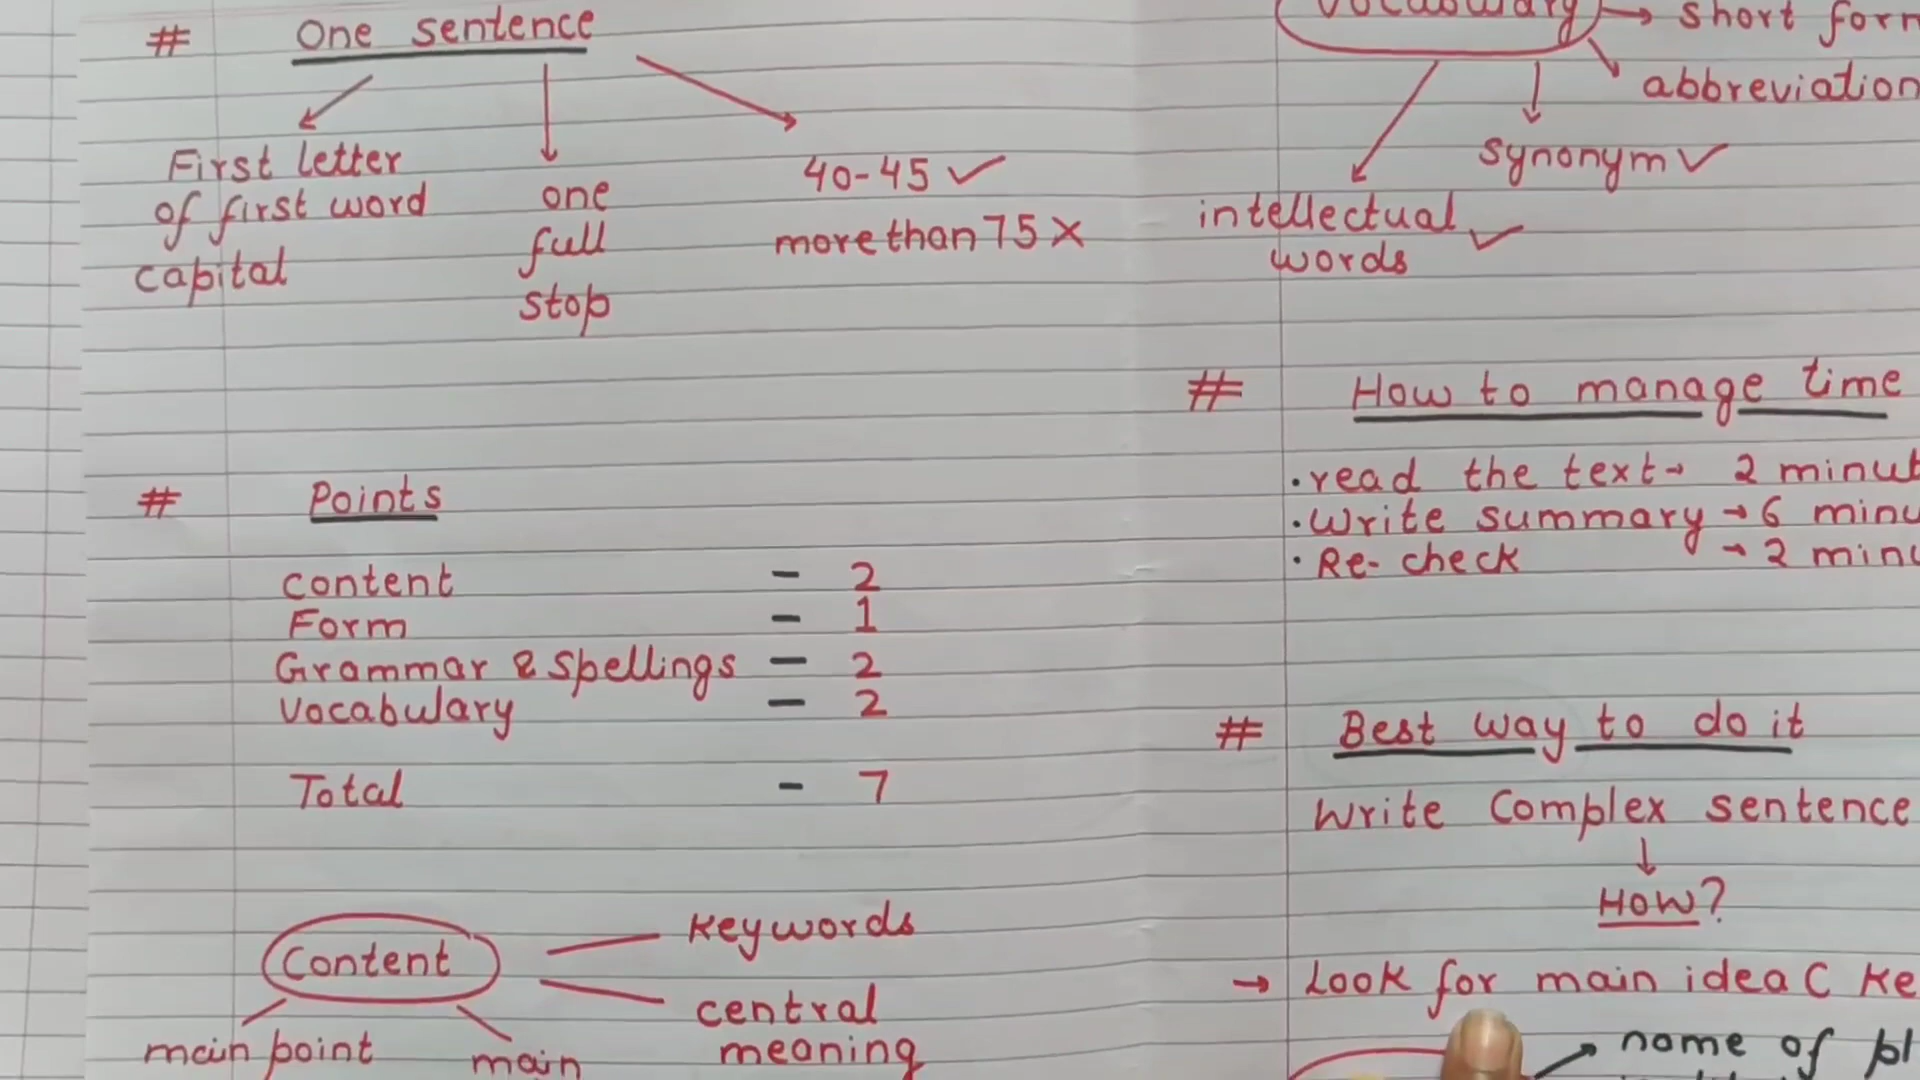 # One sentence
First letter
of first word
capital
one
full
stop
40-45 ✓
more than 75 ×
# Points
content - 2
Form - 1
Grammar & Spellings - 2
Vocabulary - 2
Total - 7
Content
Keywords
central
meaning
main point
main
Vocabulary → short form
abbreviation
synonym ✓
intellectual ✓
words
# How to manage time
. read the text → 2 minut
. Write summary → 6 minu
. Re-check → 2 minu
# Best way to do it
Write Complex sentence
↓
How?
→ Look for main idea ( Ke
name of pl